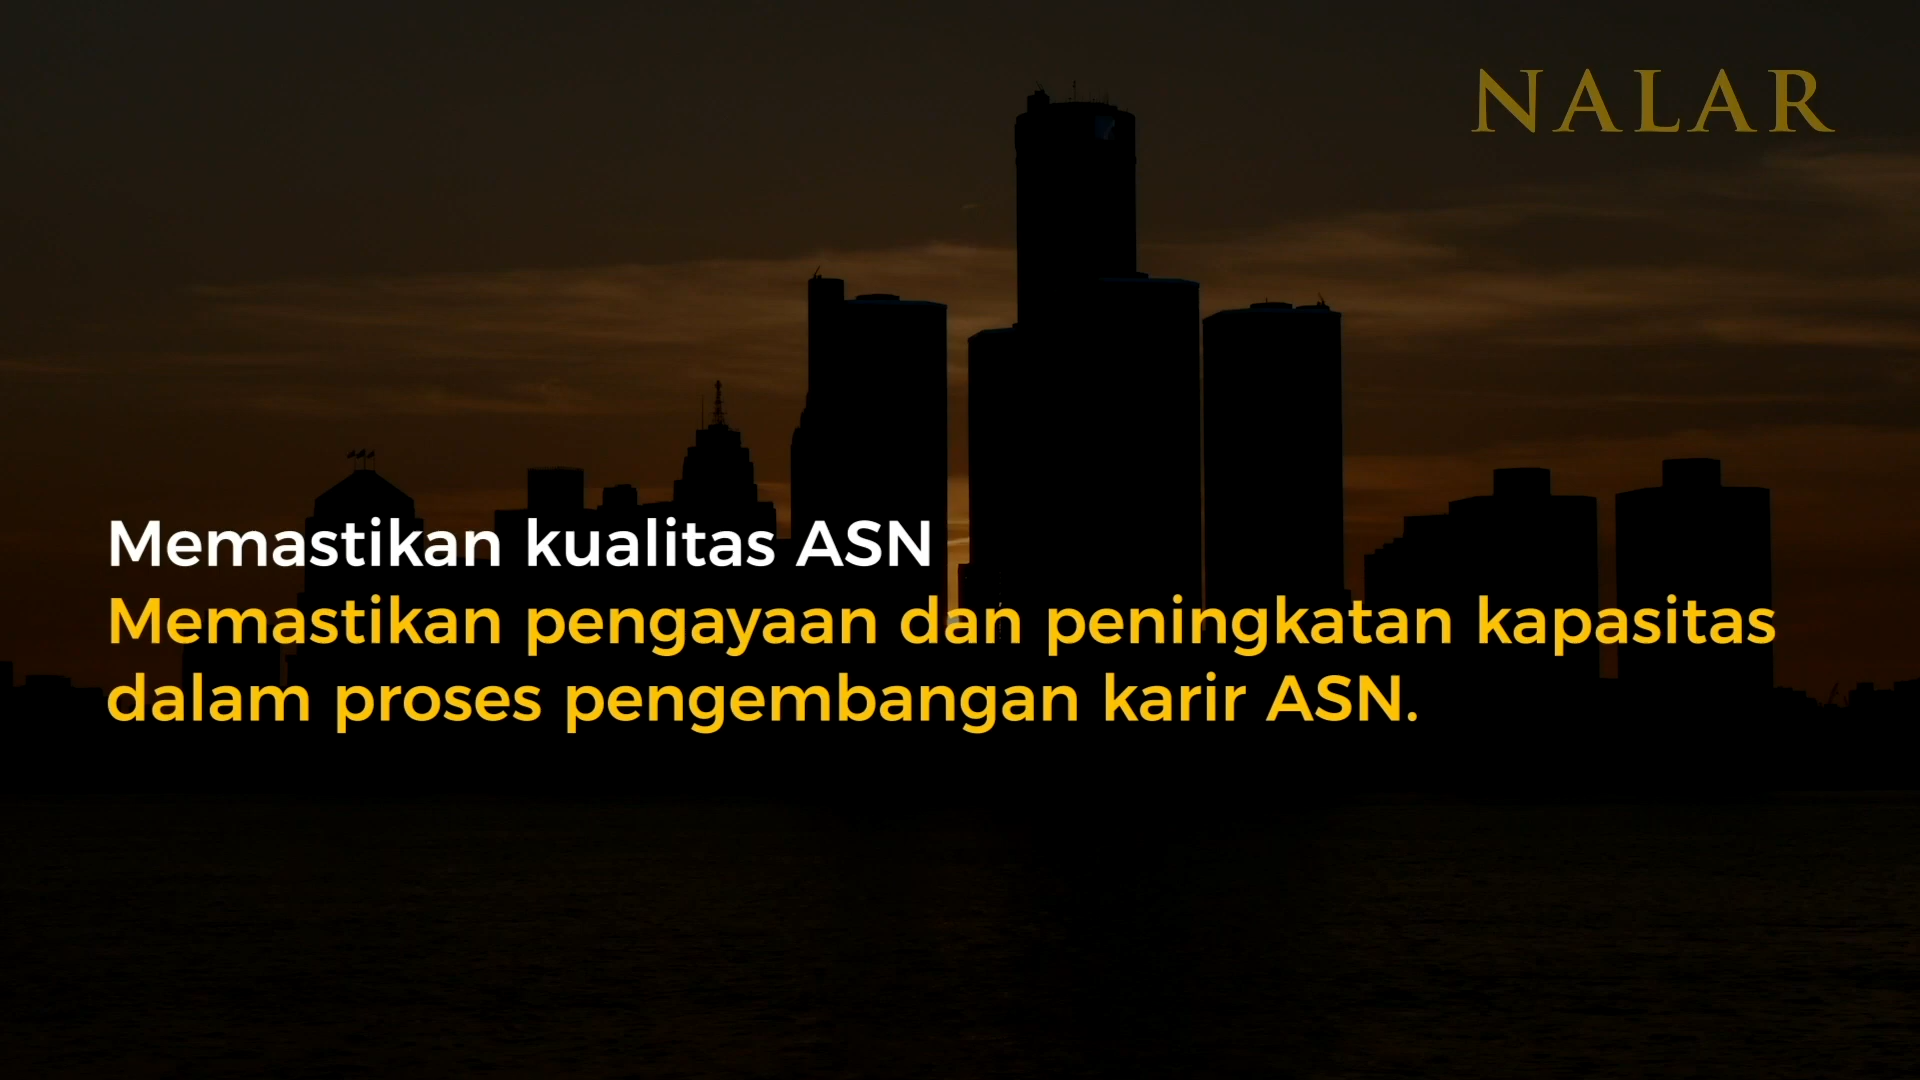 NALAR
Memastikan kualitas ASN
Memastikan pengayaan dan peningkatan kapasitas
dalam proses pengembangan karir ASN.